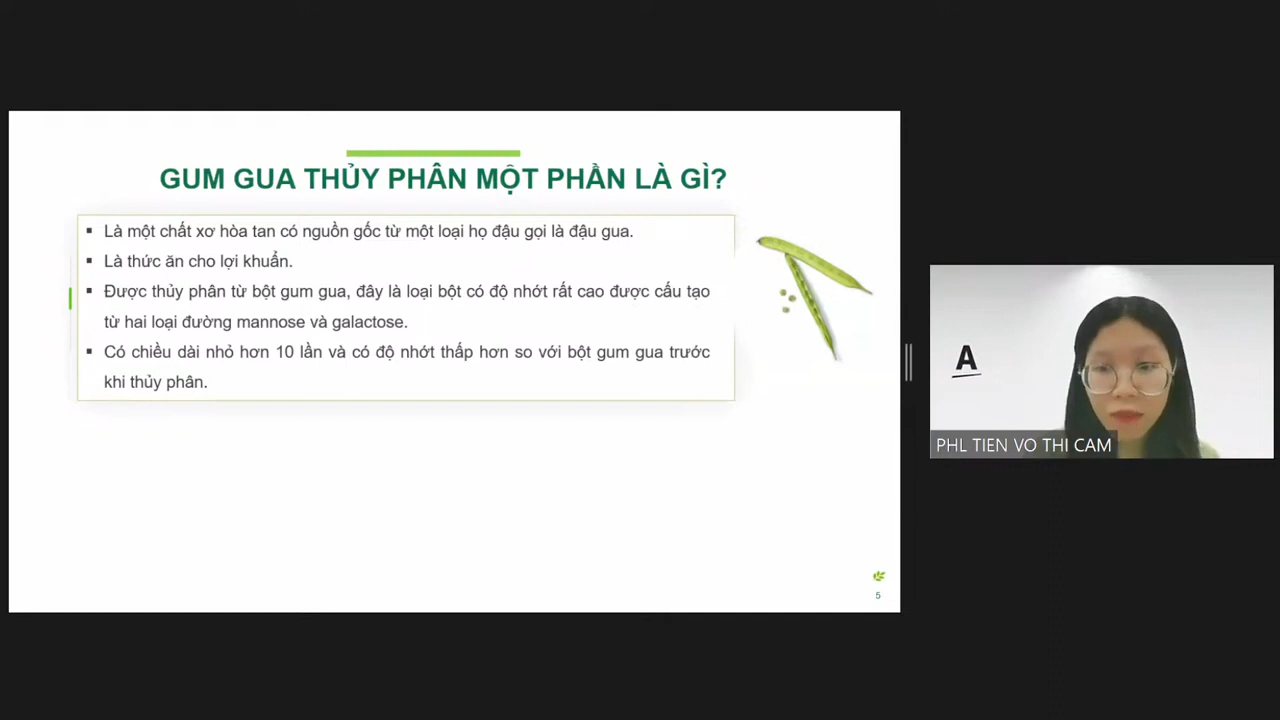 GUM GUA THỦY PHÂN MỘT PHẦN LÀ GÌ?
▪ Là một chất xơ hòa tan có nguồn gốc từ một loại họ đậu gọi là đậu gua.
▪ Là thức ăn cho lợi khuẩn.
▪ Được thủy phân từ bột gum gua, đây là loại bột có độ nhớt rất cao được cấu tạo
từ hai loại đường mannose và galactose.
▪ Có chiều dài nhỏ hơn 10 lần và có độ nhớt thấp hơn so với bột gum gua trước
khi thủy phân.
5
A
PHL TIEN VO THI CAM